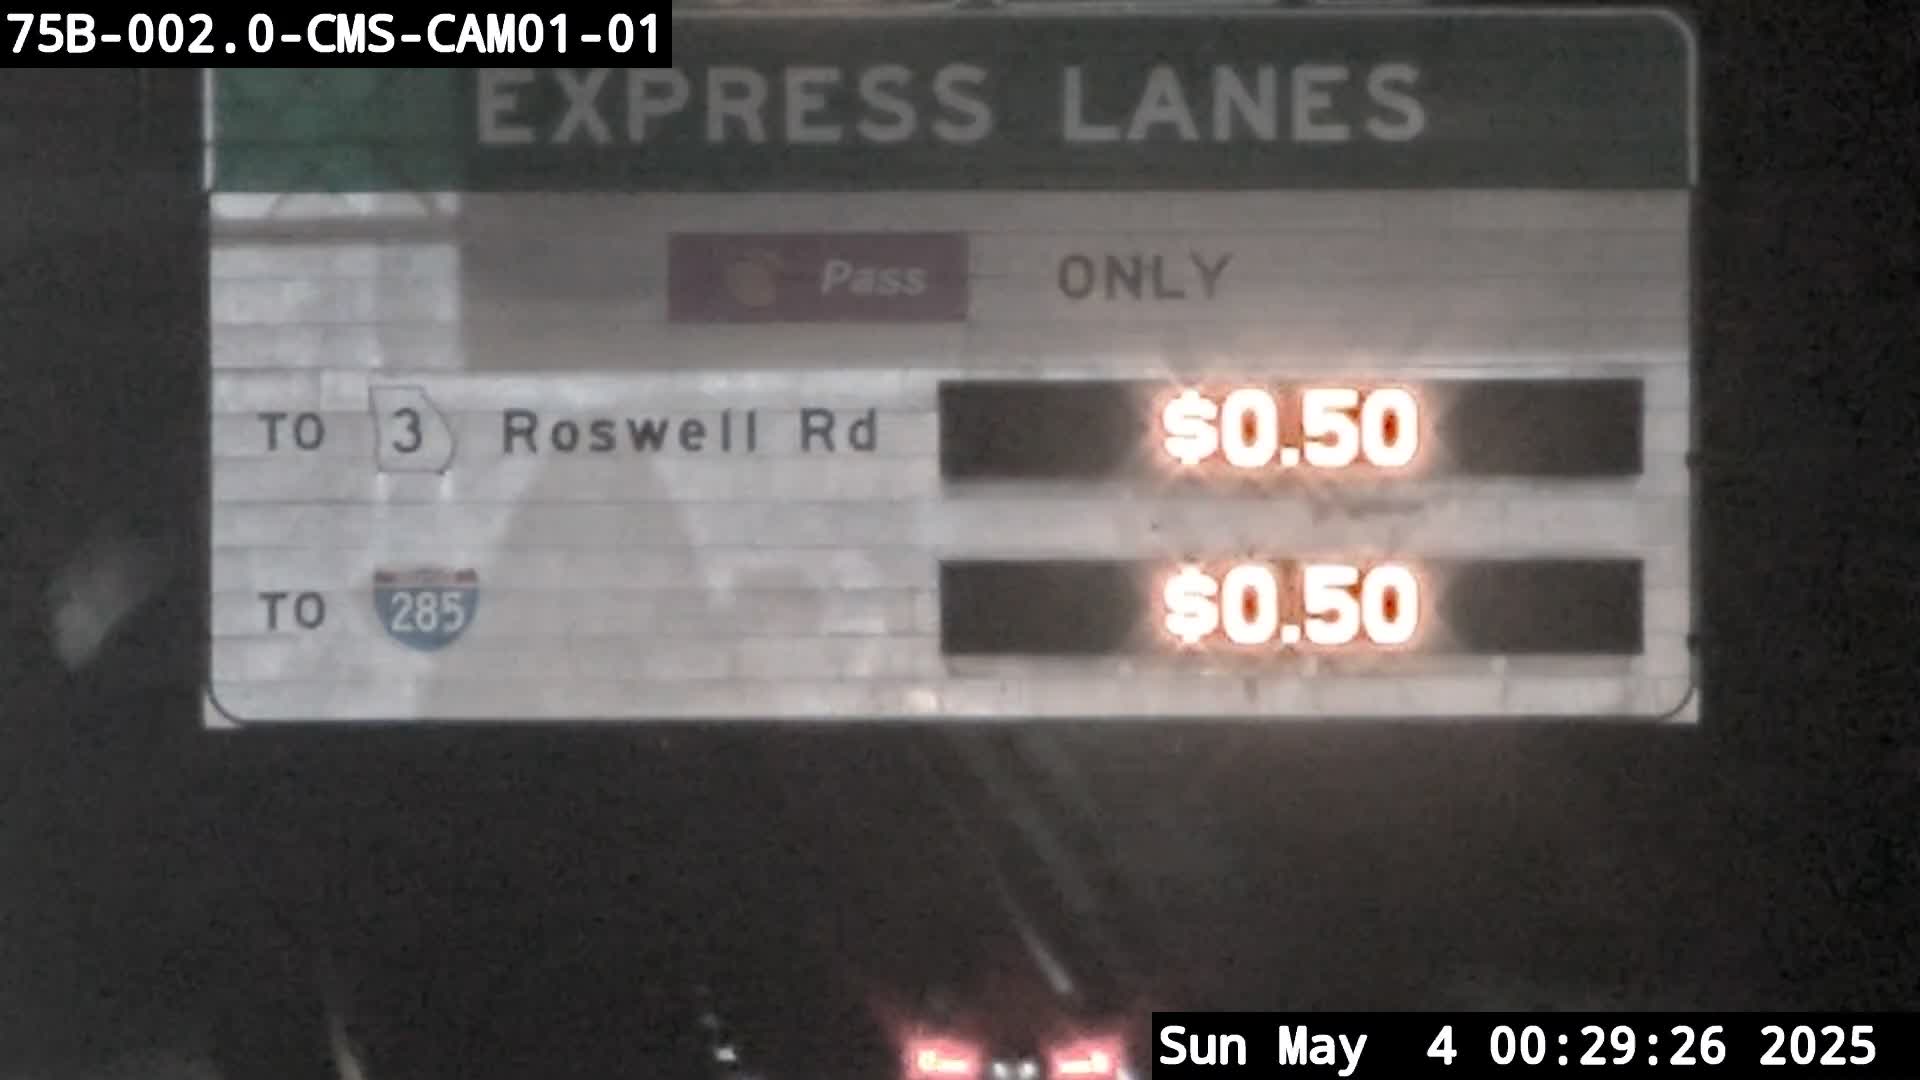 75B-002.0-CMS-CAM01-01
EXPRESS LANES
Pass ONLY
TO 3 Roswell Rd $0.50
TO 285 $0.50
Sun May 4 00:29:26 2025